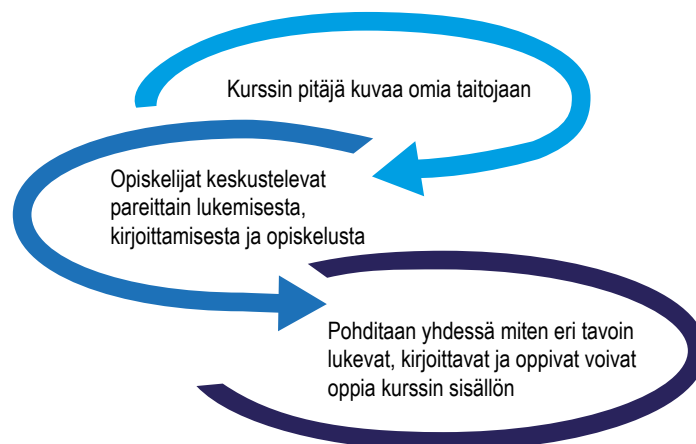 Kurssin pitäjä kuvaa omia taitojaan
Opiskelijat keskustelevat
pareittain lukemisesta,
kirjoittamisesta ja opiskelusta
Pohditaan yhdessä miten eri tavoin
lukevat, kirjoittavat ja oppivat voivat
oppia kurssin sisällön